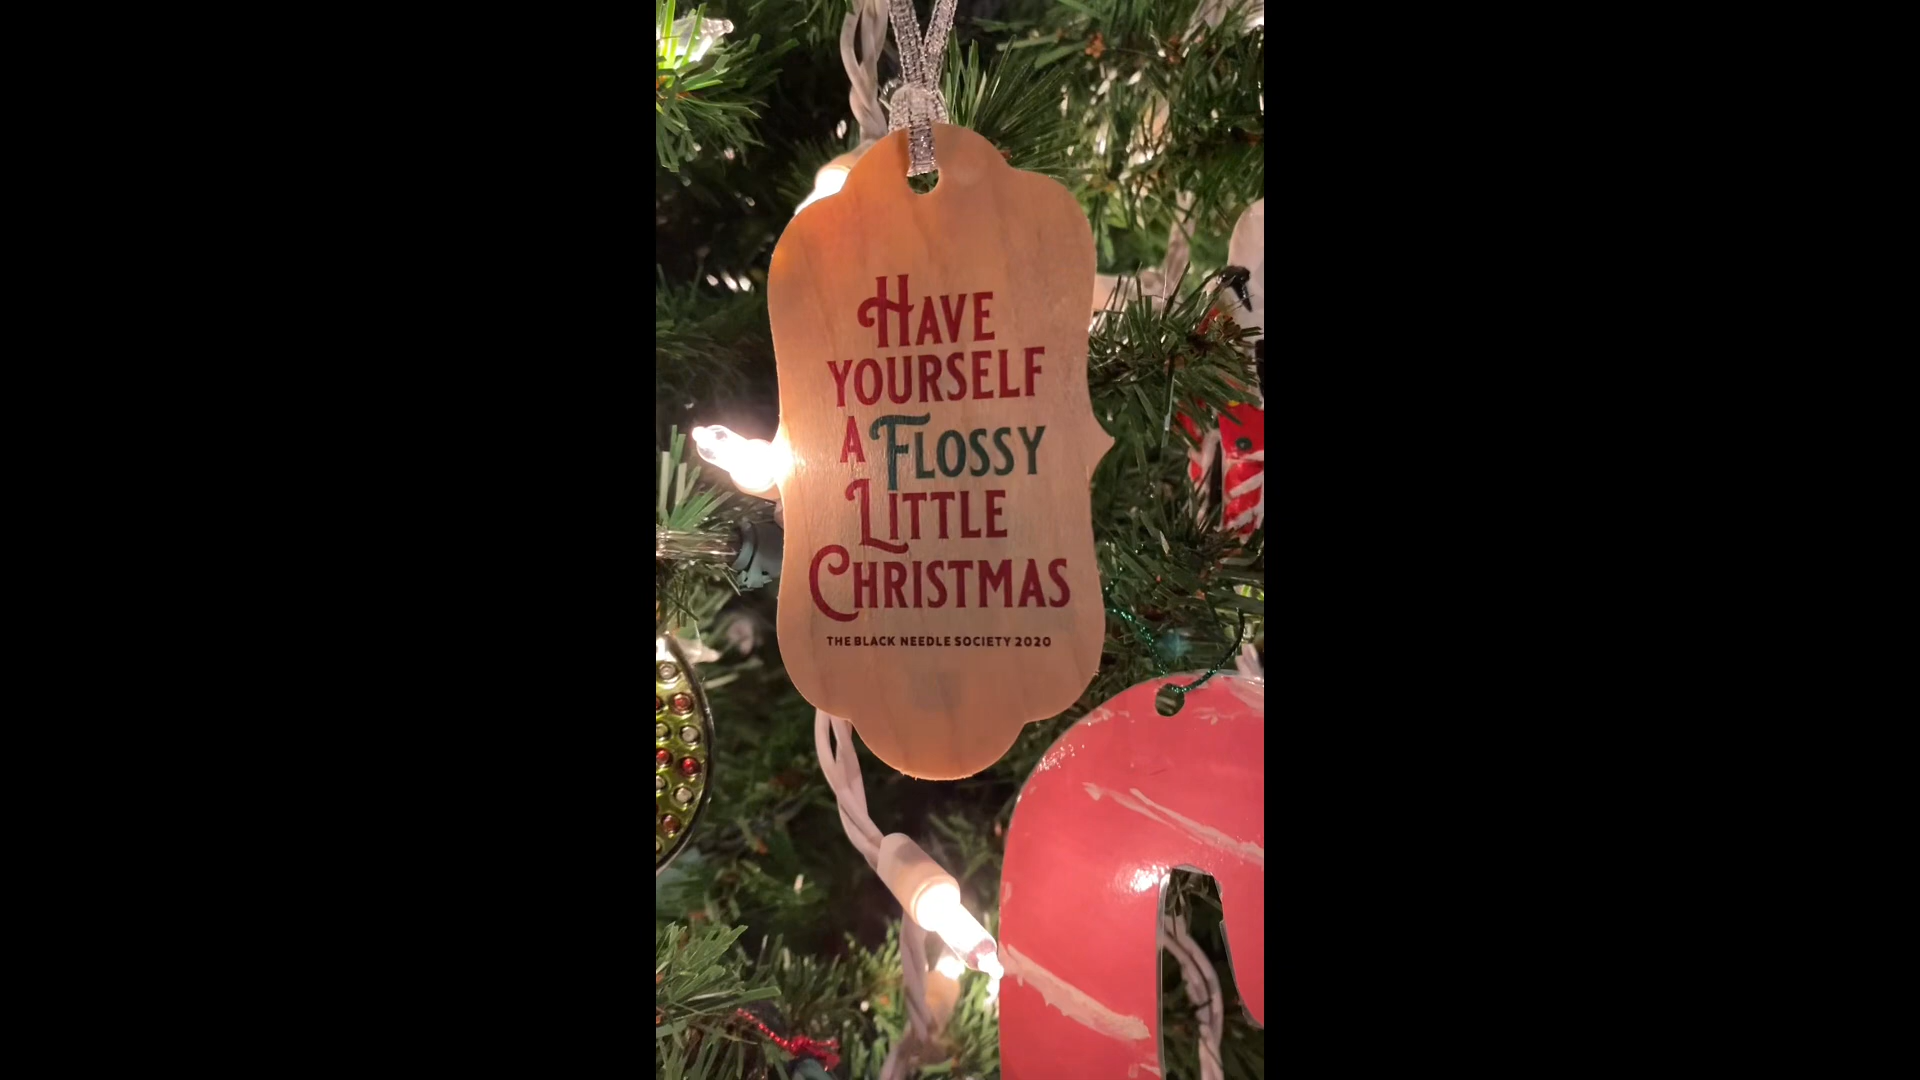 HAVE
YOURSELF
A FLOSSY
LITTLE
CHRISTMAS
THE BLACK NEEDLE SOCIETY 2020